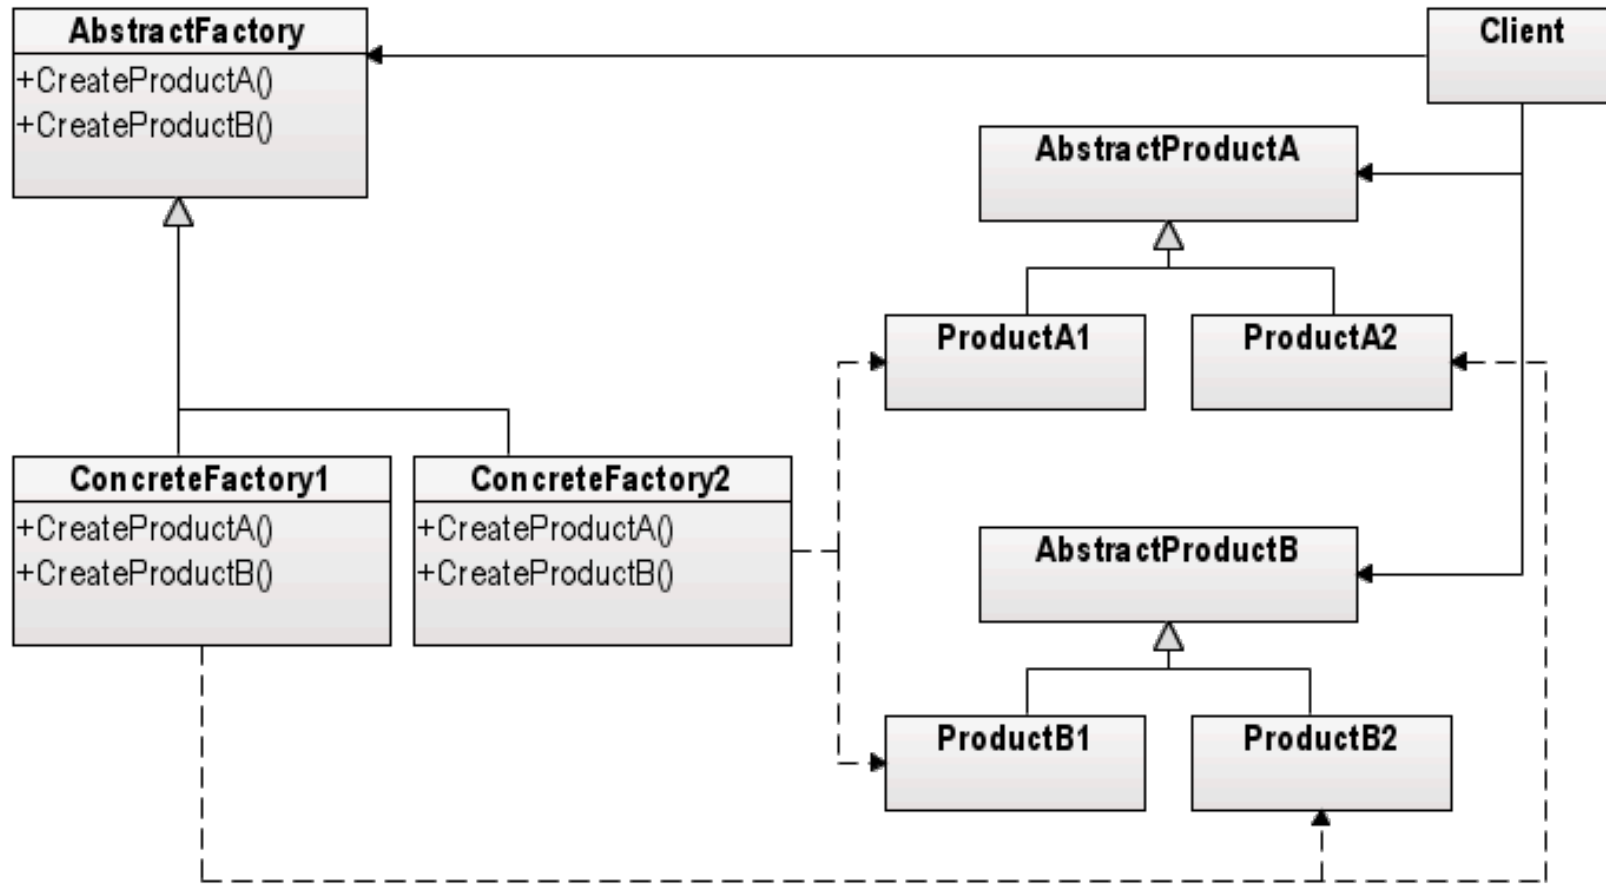 AbstractFactory
+CreateProductA()
+CreateProductB()
Client
AbstractProductA
ProductA1
ProductA2
ConcreteFactory1
+CreateProductA()
+CreateProductB()
ConcreteFactory2
+CreateProductA()
+CreateProductB()
AbstractProductB
ProductB1
ProductB2